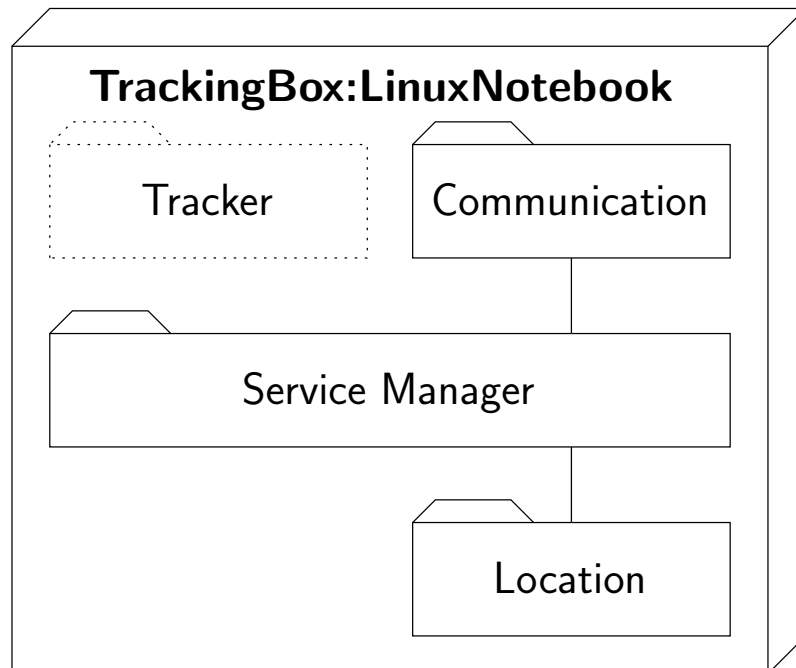 TrackingBox:LinuxNotebook
Tracker
Communication
Service Manager
Location